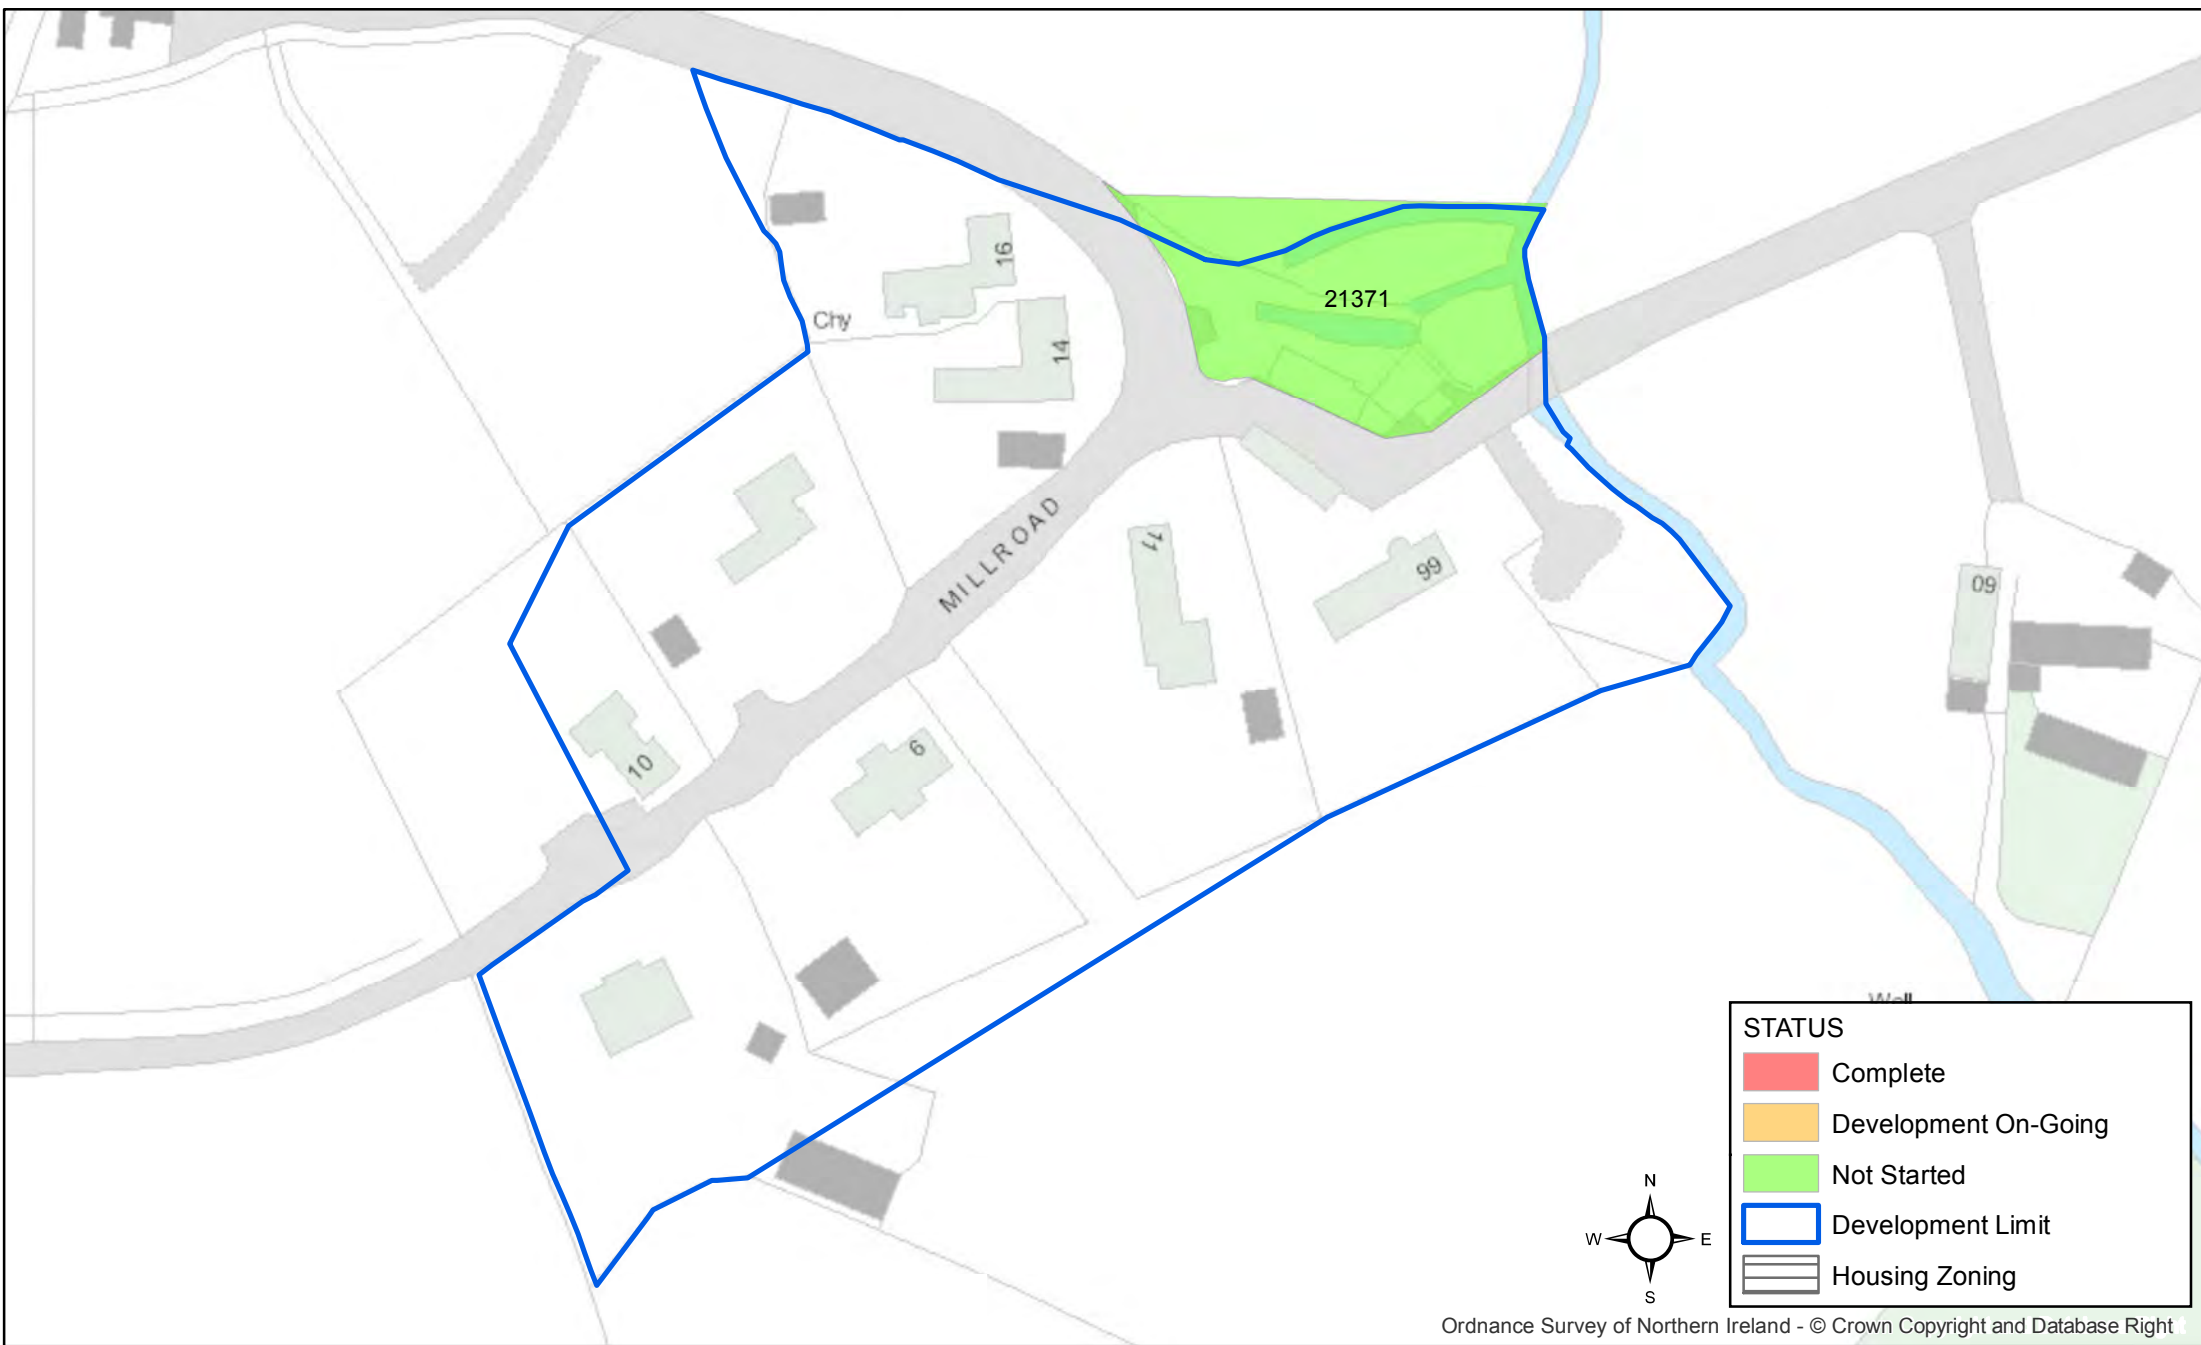 16
21371
Chy
14
MILLROAD
11
66
60
10
6
Well
STATUS
Complete
Development On-Going
Not Started
Development Limit
Housing Zoning
N
W
E
S
Ordnance Survey of Northern Ireland - © Crown Copyright and Database Right